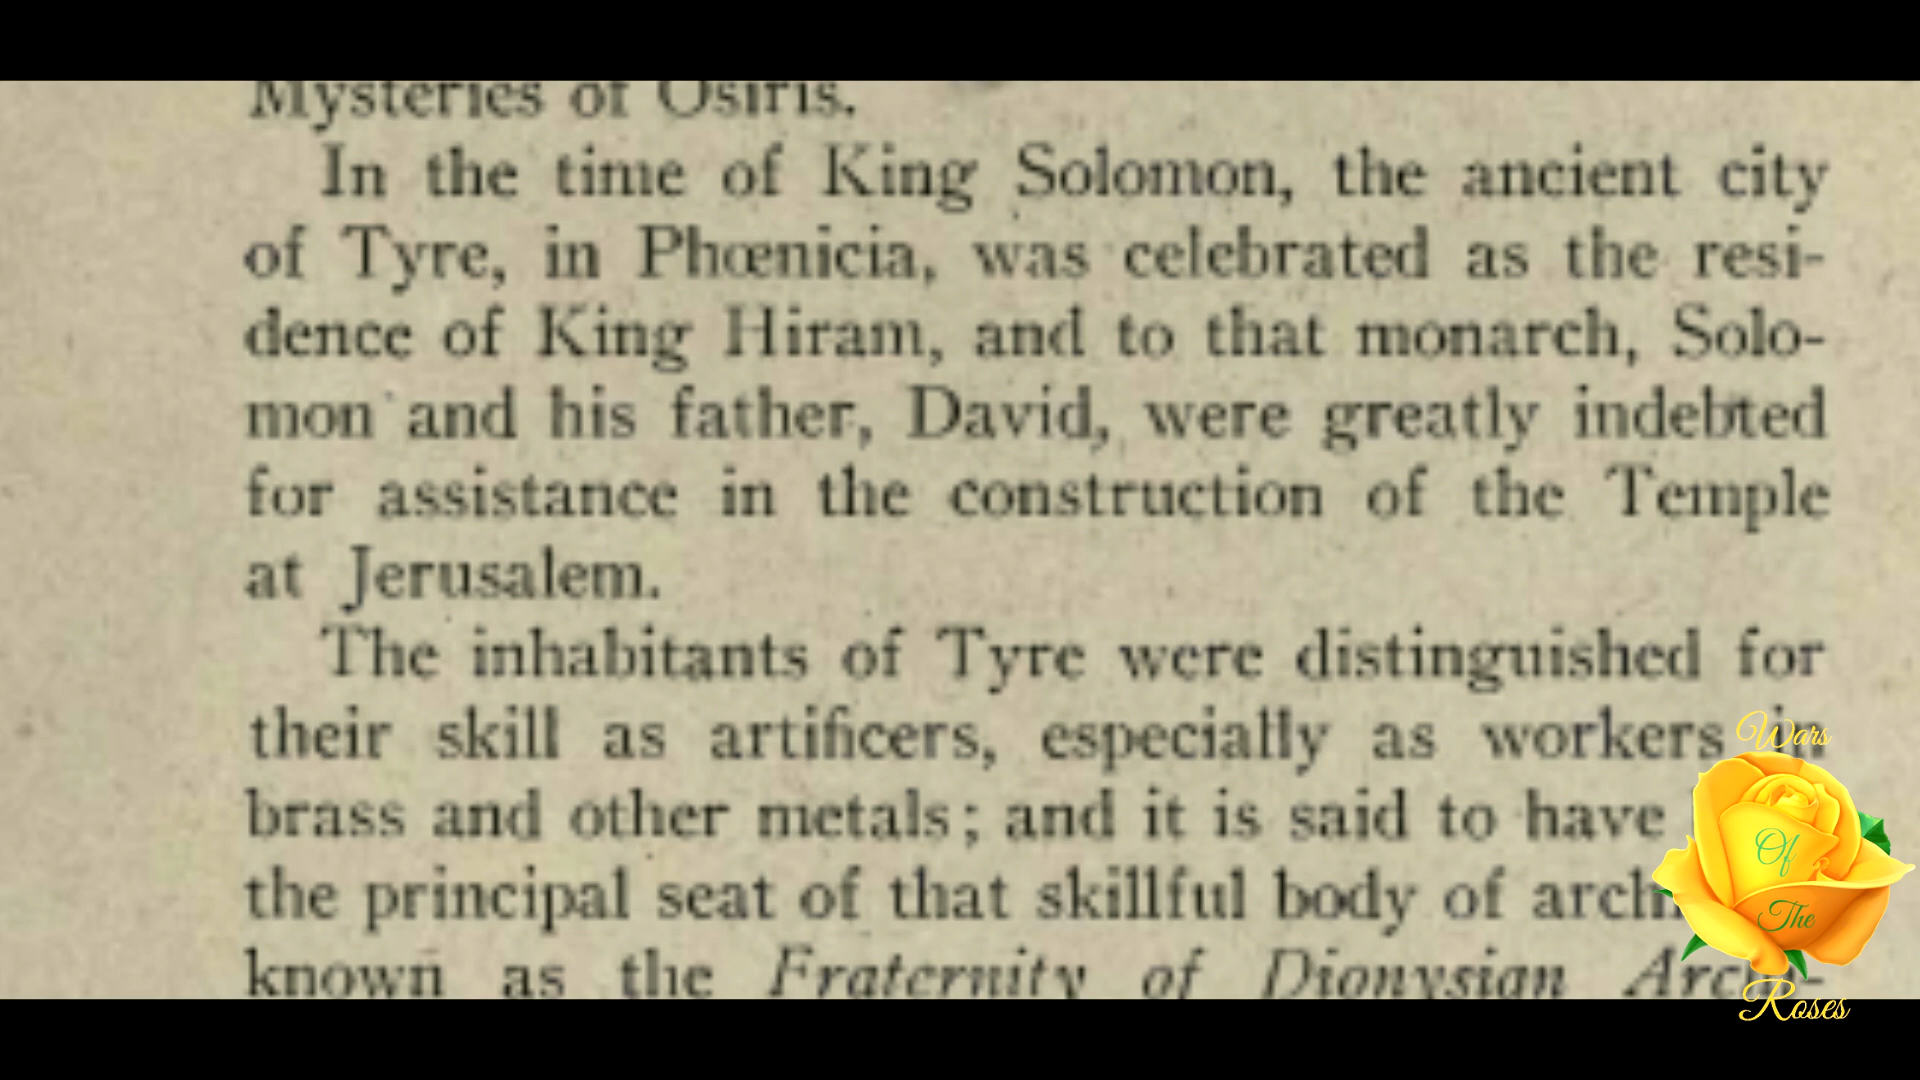 Mysteries of Osiris.
In the time of King Solomon, the ancient city
of Tyre, in Phœnicia, was celebrated as the resi-
dence of King Hiram, and to that monarch, Solo-
mon and his father, David, were greatly indebted
for assistance in the construction of the Temple
at Jerusalem.
The inhabitants of Tyre were distinguished for
their skill as artificers, especially as workers in
brass and other metals; and it is said to have
the principal seat of that skillful body of
known as the Fraternity of Dionysian
Wars
Of
The
Roses